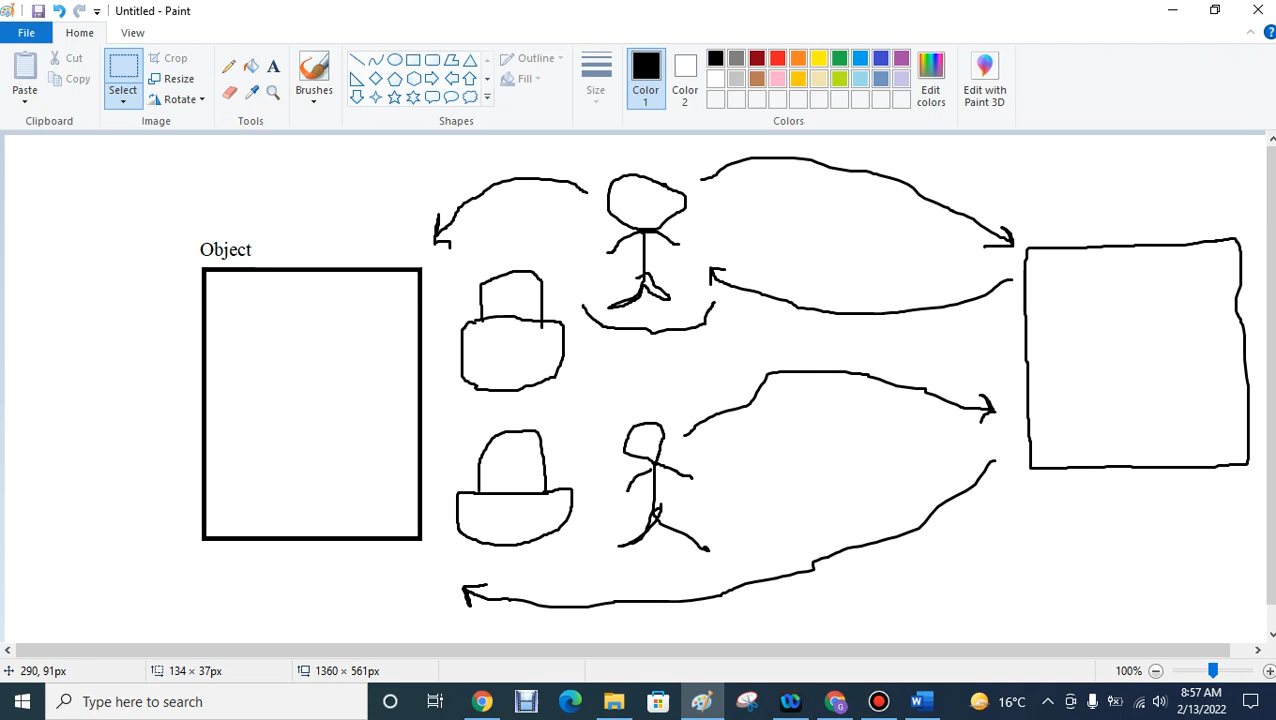 Untitled - Paint
File Home View
Paste
Cut
Copy
Clipboard
Select
Crop
Resize
Rotate
Image
Tools
Brushes
Shapes
Outline
Fill
Size
Color 1
Color 2
Edit colors
Colors
Edit with Paint 3D
Object
290, 91px
134 × 37px
1360 × 561px
100%
Type here to search
16°C
8:57 AM
2/13/2022